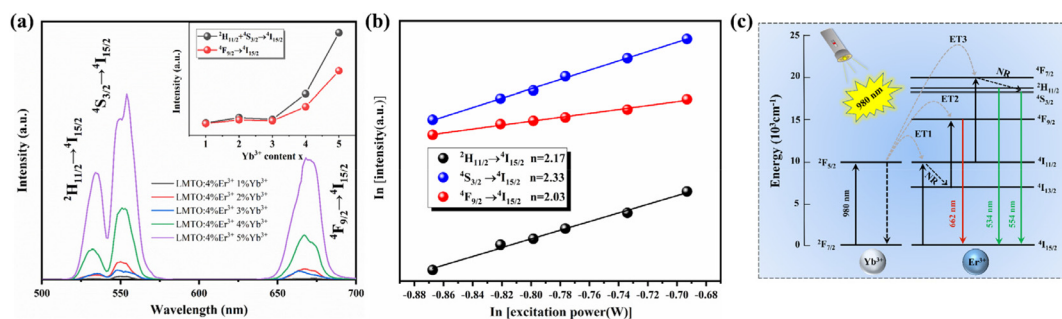 (a)
²H₁₁/₂→⁴I₁₅/₂
⁴S₃/₂→⁴I₁₅/₂
⁴F₉/₂→⁴I₁₅/₂
Intensity (a.u.)
Wavelength (nm)
500 550 600 650 700
LMTO:4%Er³⁺ 1%Yb³⁺
LMTO:4%Er³⁺ 2%Yb³⁺
LMTO:4%Er³⁺ 3%Yb³⁺
LMTO:4%Er³⁺ 4%Yb³⁺
LMTO:4%Er³⁺ 5%Yb³⁺
²H₁₁/₂+⁴S₃/₂→⁴I₁₅/₂
⁴F₉/₂→⁴I₁₅/₂
Intensity (a.u.)
1 2 3 4 5
Yb³⁺ content x
(b)
In [intensity(a.u.)]
²H₁₁/₂→⁴I₁₅/₂ n=2.17
⁴S₃/₂→⁴I₁₅/₂ n=2.33
⁴F₉/₂→⁴I₁₅/₂ n=2.03
-0.88 -0.86 -0.84 -0.82 -0.80 -0.78 -0.76 -0.74 -0.72 -0.70 -0.68
In [excitation power(W)]
(c)
980 nm
ET3
ET2
ET1
NR
NR
Energy (10³cm⁻¹)
25
20
15
10
5
0
²F₅/₂
²F₇/₂
980 nm
662 nm
534 nm
554 nm
⁴F₇/₂
²H₁₁/₂
⁴S₃/₂
⁴F₉/₂
⁴I₁₁/₂
⁴I₁₃/₂
⁴I₁₅/₂
Yb³⁺
Er³⁺